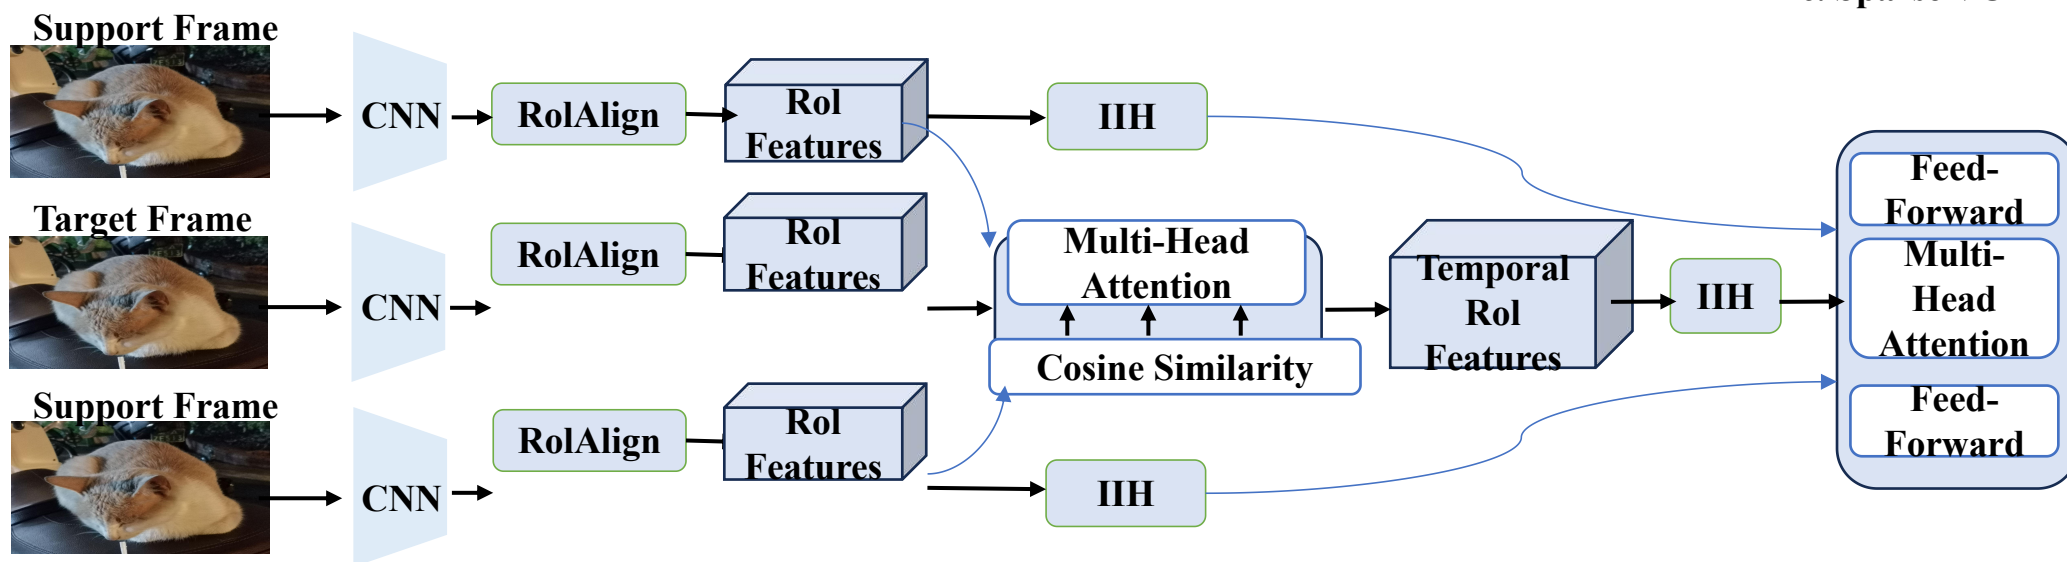 Support Frame
CNN
RoIAlign
RoI
Features
IIH
Target Frame
CNN
RoIAlign
RoI
Features
Multi-Head
Attention
Cosine Similarity
Temporal
RoI
Features
IIH
Support Frame
CNN
RoIAlign
RoI
Features
IIH
Feed-
Forward
Multi-
Head
Attention
Feed-
Forward